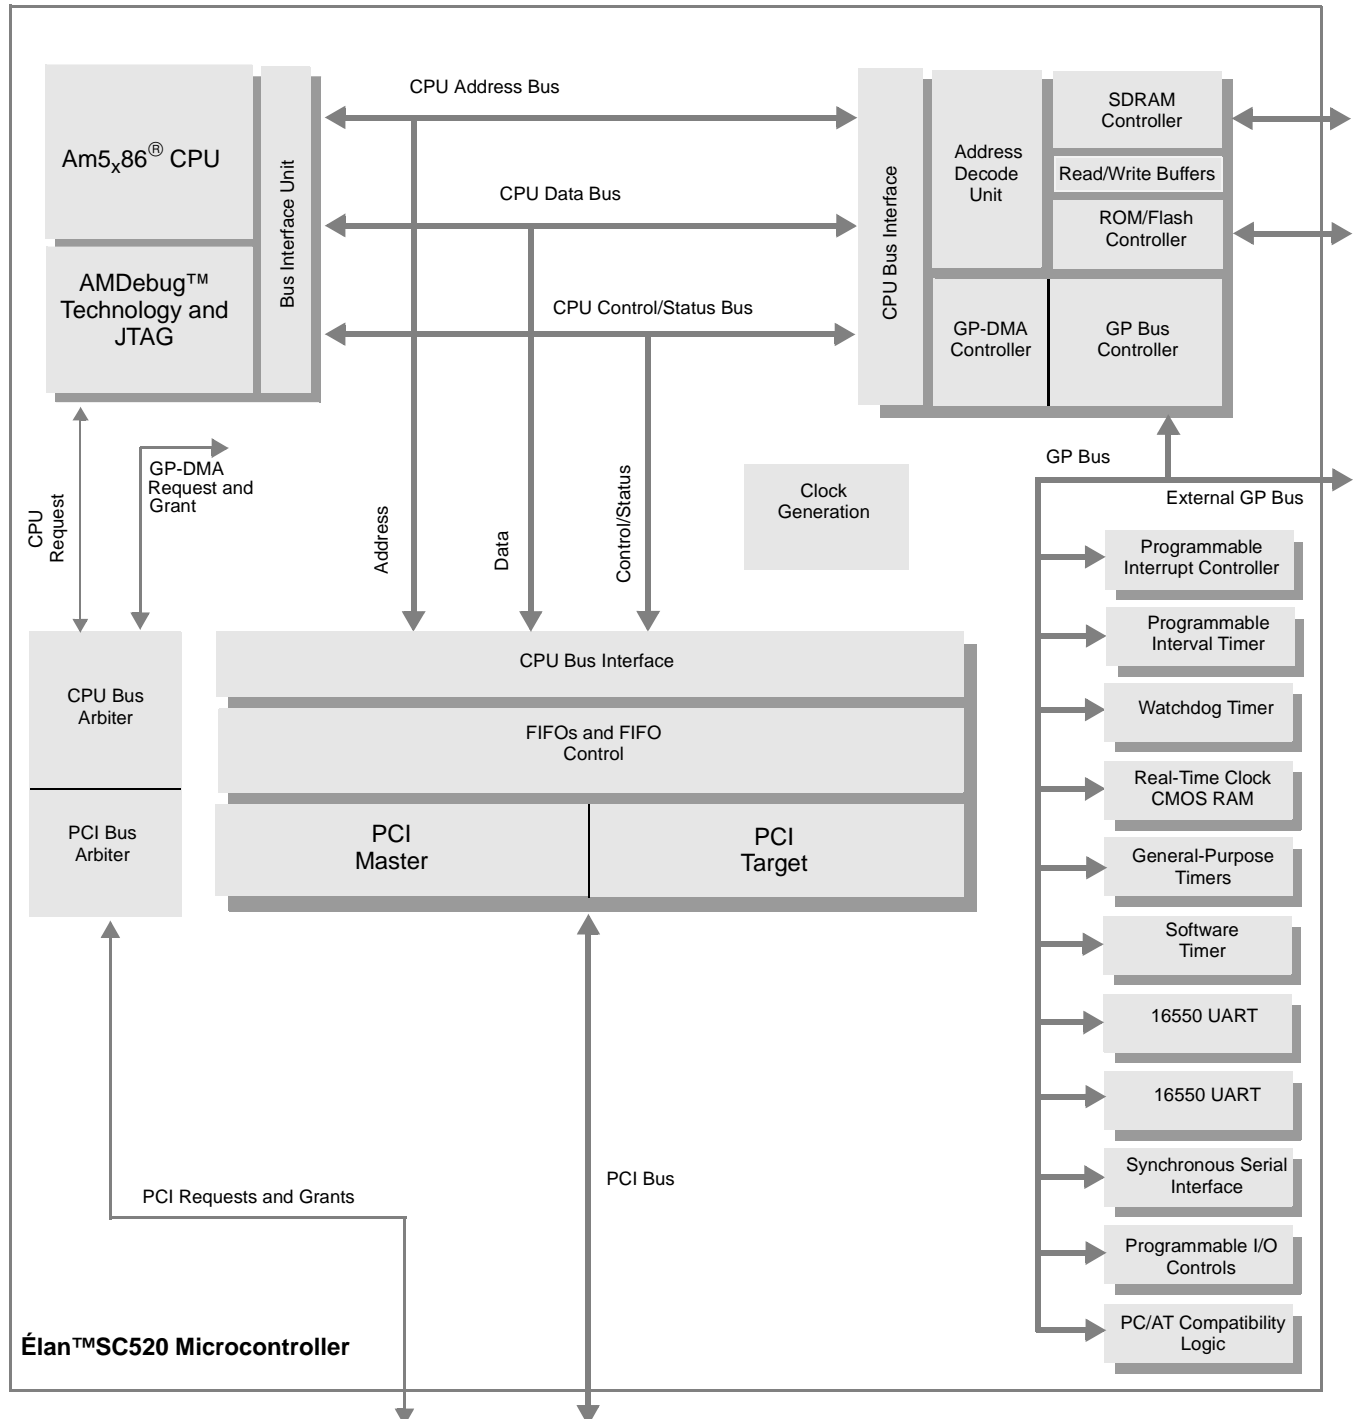 CPU Address Bus
SDRAM
Controller
Am5x86® CPU
Address
Decode
Unit
Read/Write Buffers
Bus Interface Unit
CPU Data Bus
CPU Bus Interface
ROM/Flash
Controller
AMDebug™
Technology and
JTAG
CPU Control/Status Bus
GP-DMA
Controller
GP Bus
Controller
GP-DMA
Request and
Grant
CPU
Request
Address
Data
Control/Status
Clock
Generation
GP Bus
External GP Bus
Programmable
Interrupt Controller
Programmable
Interval Timer
CPU Bus Interface
CPU Bus
Arbiter
Watchdog Timer
FIFOs and FIFO
Control
Real-Time Clock
CMOS RAM
PCI Bus
Arbiter
PCI
Master
PCI
Target
General-Purpose
Timers
Software
Timer
16550 UART
16550 UART
Synchronous Serial
Interface
PCI Requests and Grants
PCI Bus
Programmable I/O
Controls
PC/AT Compatibility
Logic
Élan™SC520 Microcontroller